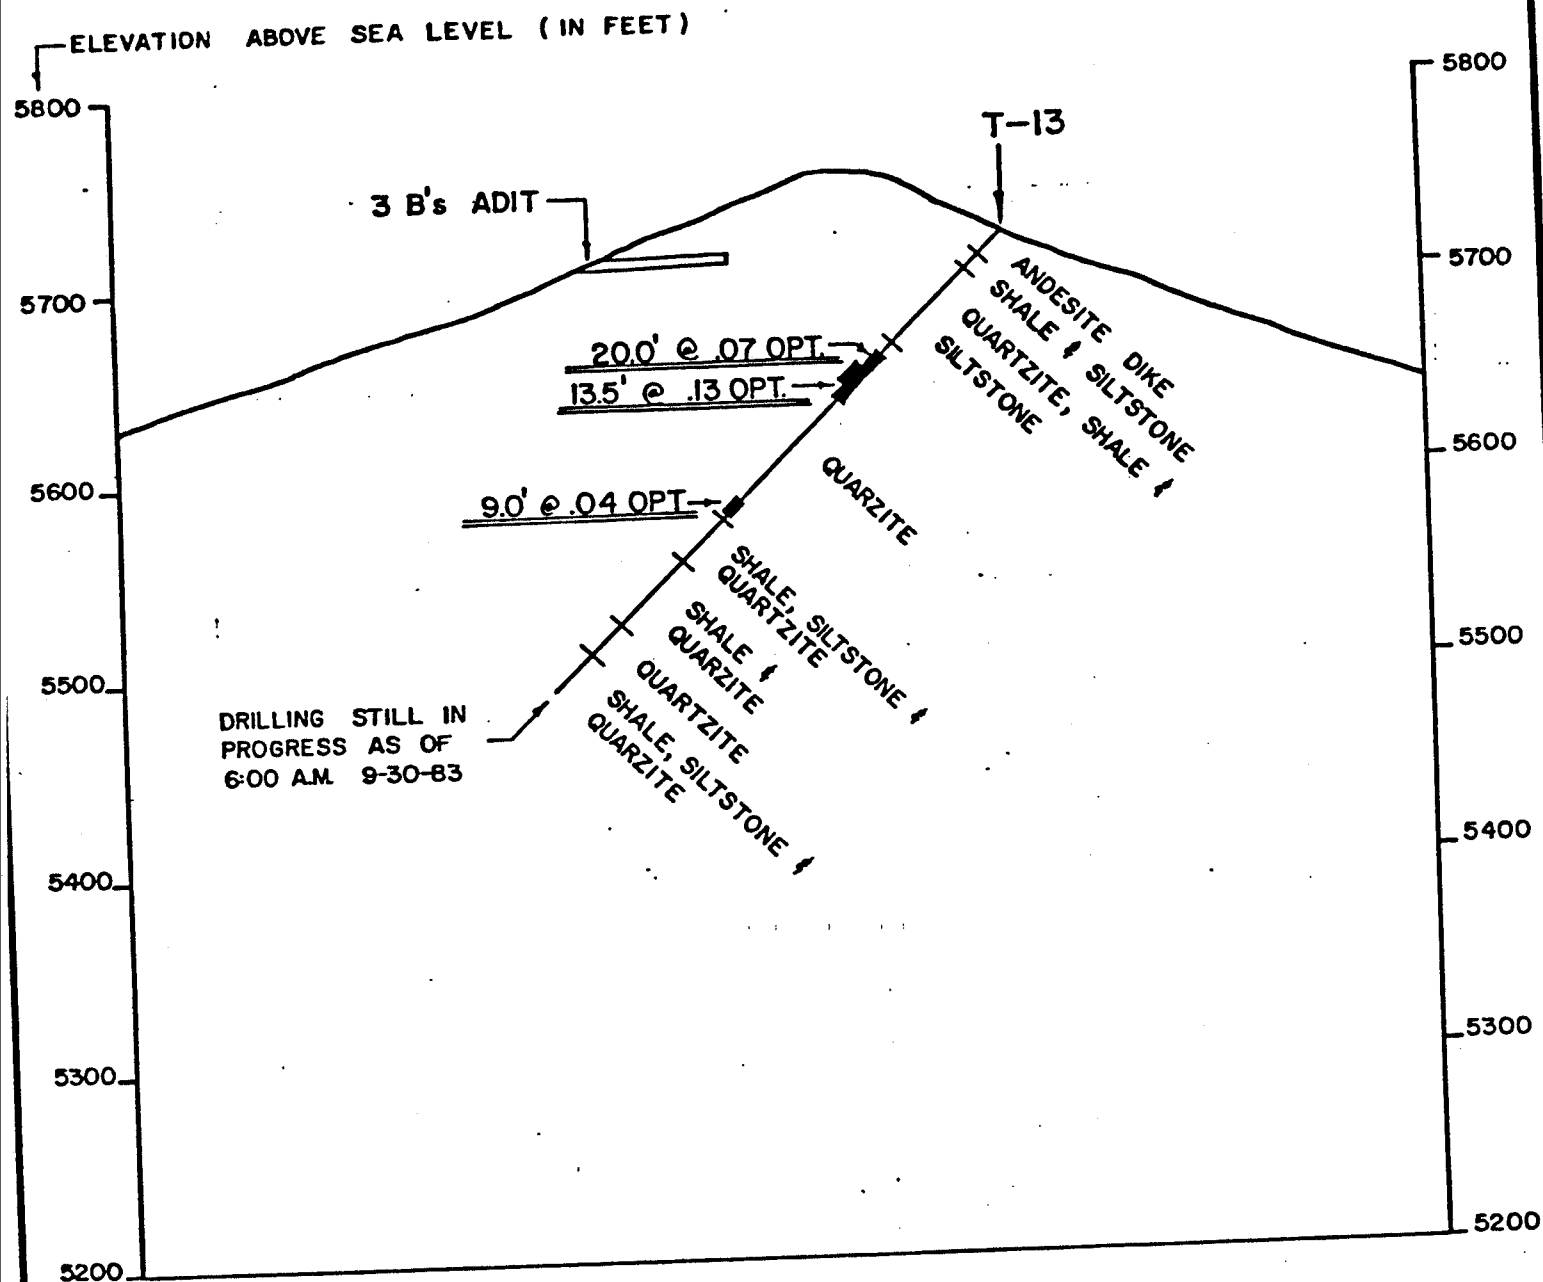 ELEVATION ABOVE SEA LEVEL (IN FEET)
5800
5700
5600
5500
5400
5300
5200
5800
5700
5600
5500
5400
5300
5200
T-13
3 B's ADIT
20.0' @ .07 OPT.
13.5' @ .13 OPT.
9.0' @ .04 OPT
ANDESITE DIKE
SHALE & SILTSTONE
QUARTZITE, SHALE &
SILTSTONE
QUARZITE
SHALE, SILTSTONE &
QUARTZITE
SHALE &
QUARZITE
QUARTZITE
SHALE, SILTSTONE &
QUARZITE
DRILLING STILL IN
PROGRESS AS OF
6:00 A.M. 9-30-83